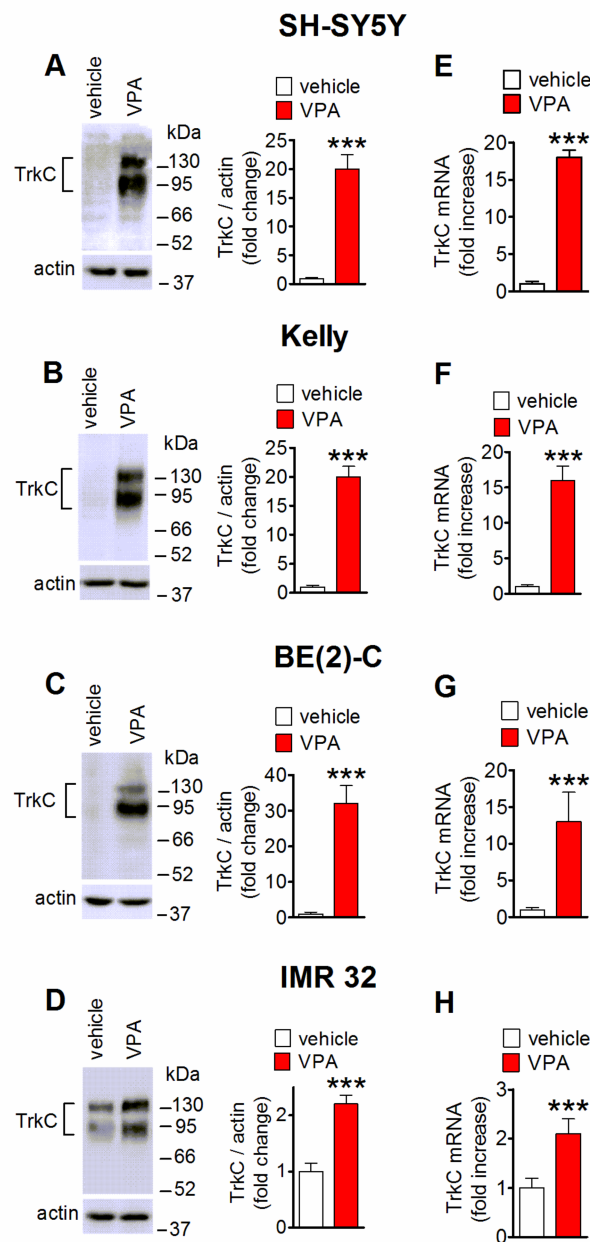 SH-SY5Y
A
vehicle
VPA
kDa
TrkC
130
95
66
52
actin
37
vehicle
VPA
TrkC / actin
(fold change)
25
20
15
10
5
0
***
E
vehicle
VPA
TrkC mRNA
(fold increase)
20
15
10
5
0
***
Kelly
B
vehicle
VPA
kDa
TrkC
130
95
66
52
actin
37
vehicle
VPA
TrkC / actin
(fold change)
25
20
15
10
5
0
***
F
vehicle
VPA
TrkC mRNA
(fold increase)
20
15
10
5
0
***
BE(2)-C
C
vehicle
VPA
kDa
TrkC
130
95
66
52
actin
37
vehicle
VPA
TrkC / actin
(fold change)
40
30
20
10
0
***
G
vehicle
VPA
TrkC mRNA
(fold increase)
20
15
10
5
0
***
IMR 32
D
vehicle
VPA
kDa
TrkC
130
95
66
52
actin
37
vehicle
VPA
TrkC / actin
(fold change)
2
1
0
***
H
vehicle
VPA
TrkC mRNA
(fold increase)
3
2
1
0
***